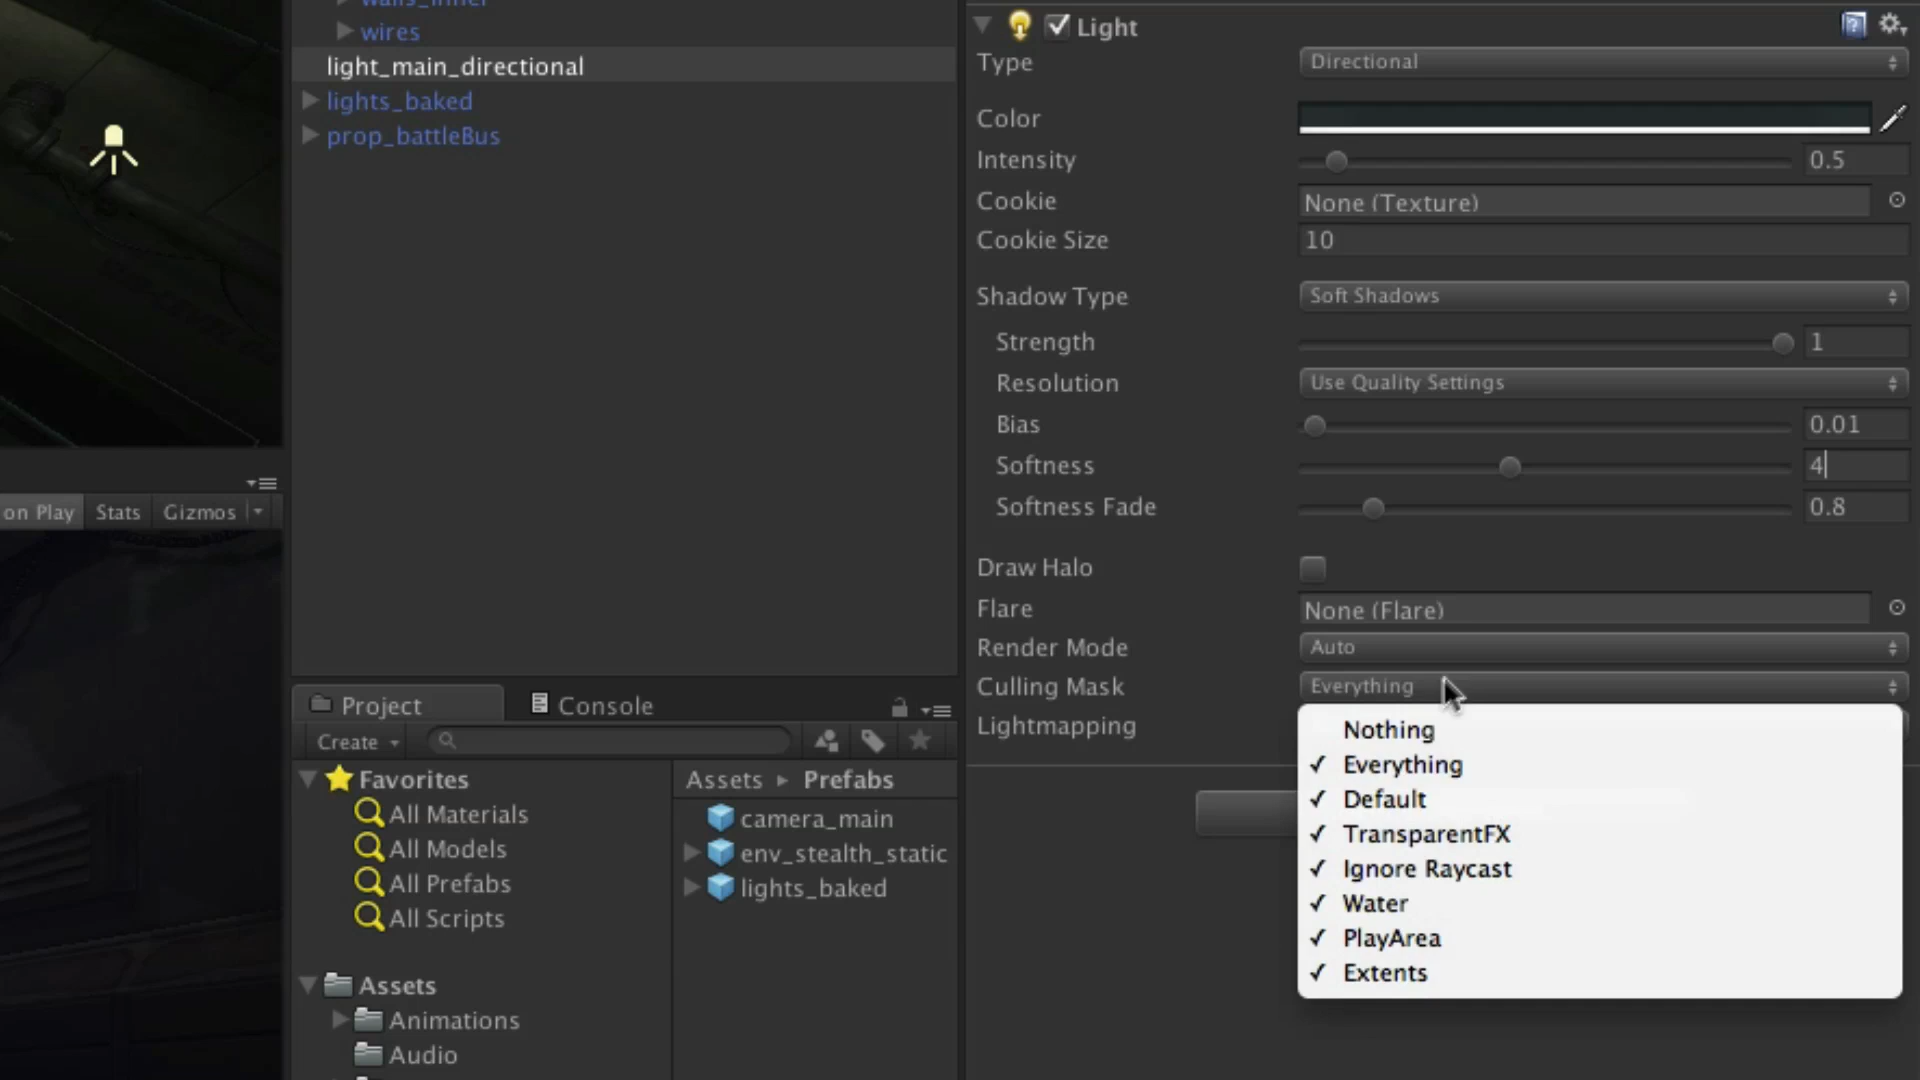 walls_inner
wires
light_main_directional
lights_baked
prop_battleBus
on Play
Stats
Gizmos
Light
Type
Directional
Color
Intensity
0.5
Cookie
None (Texture)
Cookie Size
10
Shadow Type
Soft Shadows
Strength
1
Resolution
Use Quality Settings
Bias
0.01
Softness
4
Softness Fade
0.8
Draw Halo
Flare
None (Flare)
Render Mode
Auto
Culling Mask
Everything
Lightmapping
Nothing
Everything
Default
TransparentFX
Ignore Raycast
Water
PlayArea
Extents
Project
Console
Create
Favorites
All Materials
All Models
All Prefabs
All Scripts
Assets
Animations
Audio
Assets ▸ Prefabs
camera_main
env_stealth_static
lights_baked